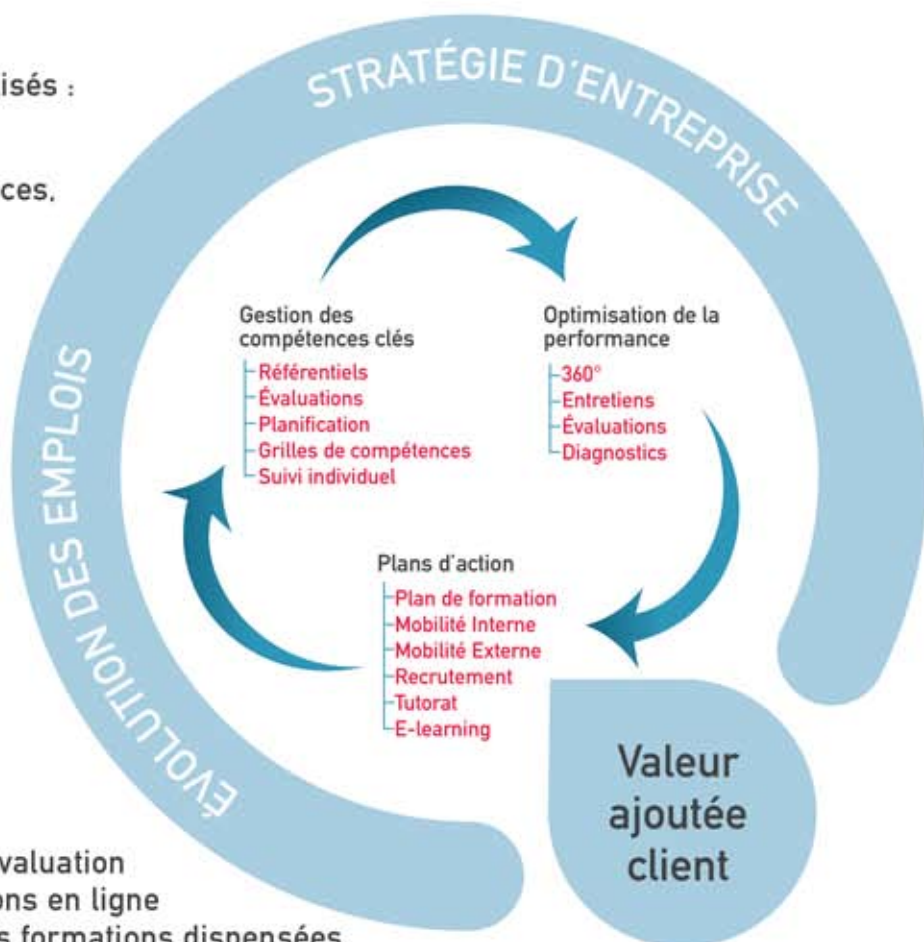 isés :
ces,
STRATÉGIE D'ENTREPRISE
ÉVOLUTION DES EMPLOIS
Gestion des
compétences clés
Référentiels
Évaluations
Planification
Grilles de compétences
Suivi individuel
Optimisation de la
performance
360°
Entretiens
Évaluations
Diagnostics
Plans d'action
Plan de formation
Mobilité Interne
Mobilité Externe
Recrutement
Tutorat
E-learning
Valeur
ajoutée
client
valuation
ons en ligne
s formations dispensées